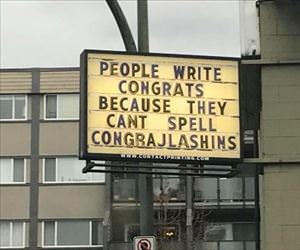 PEOPLE WRITE
CONGRATS
BECAUSE THEY
CANT SPELL
CONGRAJLASHINS
WWW.CONTACTPRINTING.COM